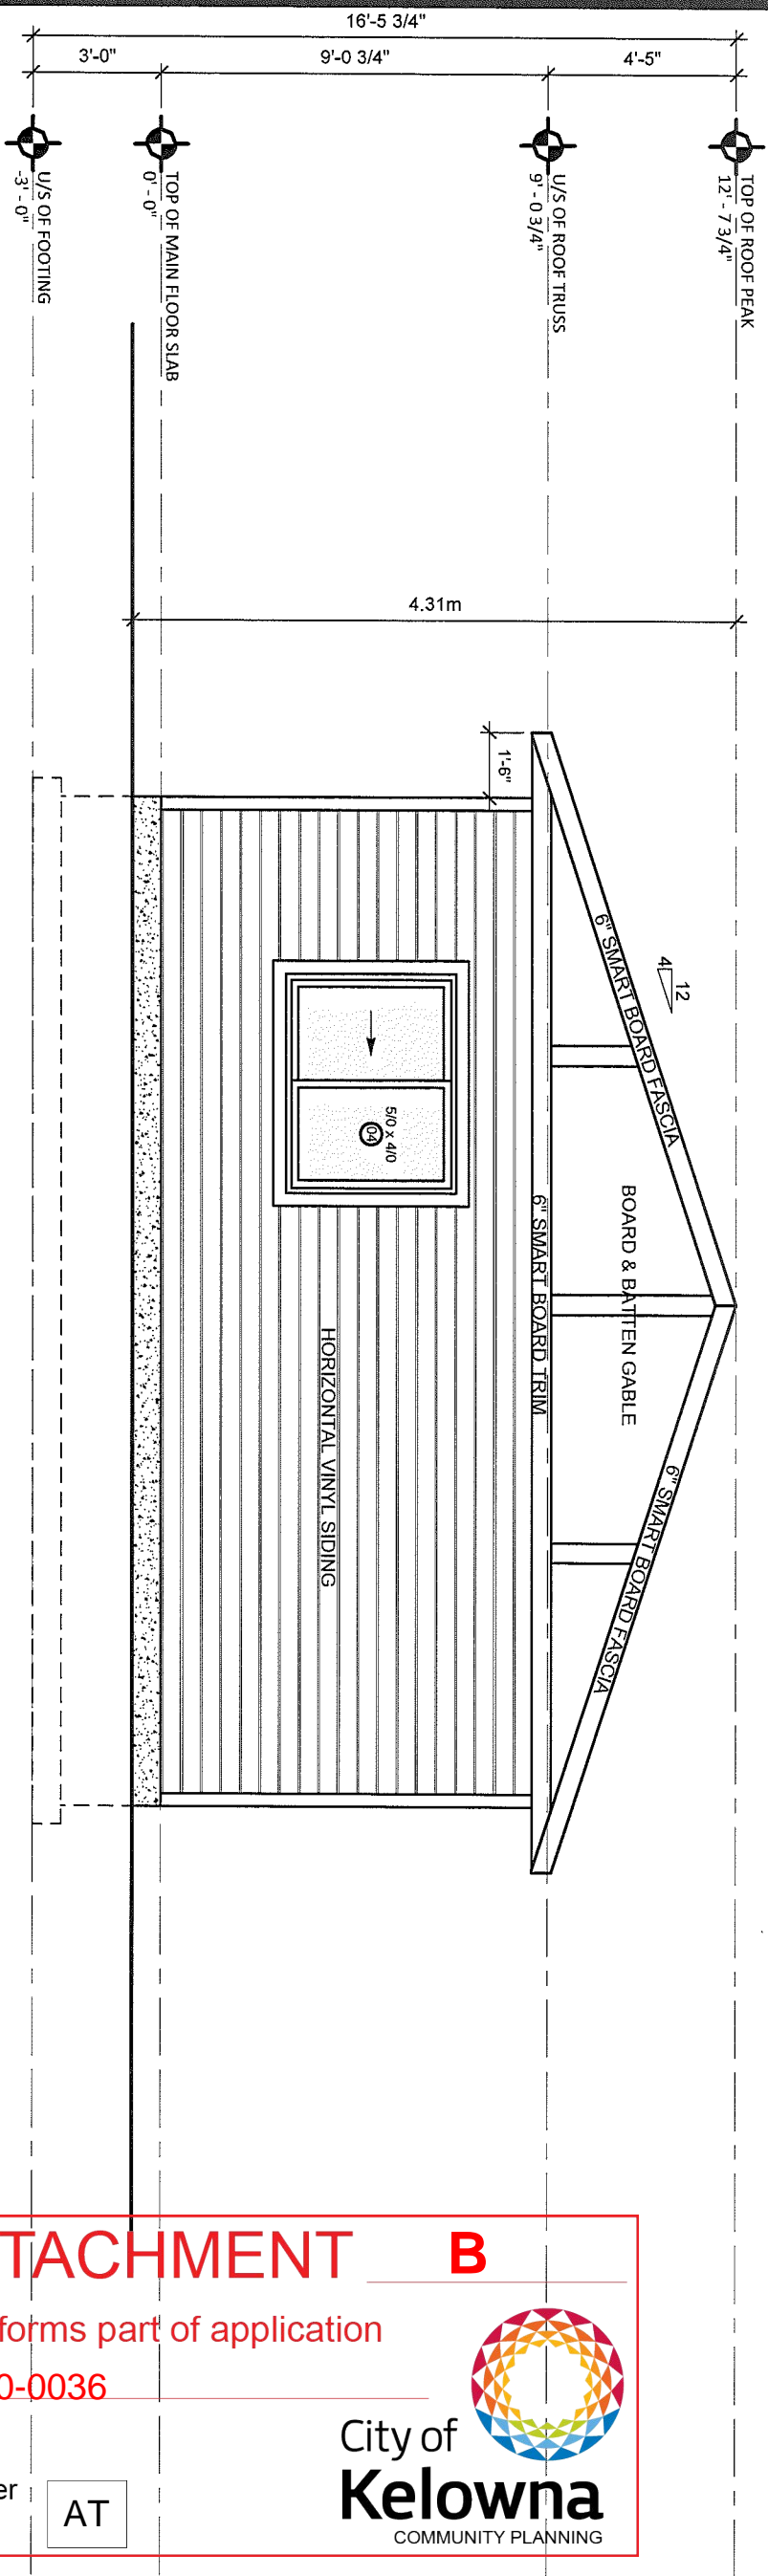 16'-5 3/4"
3'-0"
9'-0 3/4"
4'-5"
U/S OF FOOTING
-3' - 0"
TOP OF MAIN FLOOR SLAB
0' - 0"
U/S OF ROOF TRUSS
9' - 0 3/4"
TOP OF ROOF PEAK
12' - 7 3/4"
4.31m
1'-6"
6" SMART BOARD FASCIA
4
12
5/0 x 4/0
04
BOARD & BATTEN GABLE
6" SMART BOARD TRIM
HORIZONTAL VINYL SIDING
6" SMART BOARD FASCIA
TACHMENT B
forms part of application
0-0036
City of
Kelowna
COMMUNITY PLANNING
er
AT